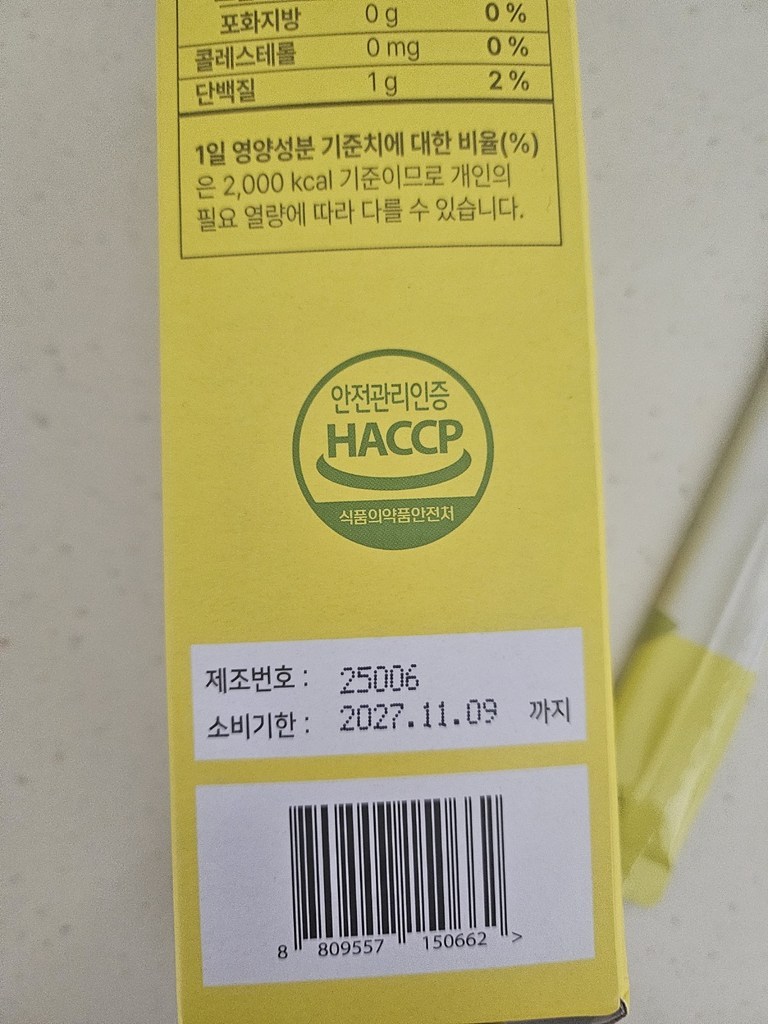 포화지방 0 g 0 %
콜레스테롤 0 mg 0 %
단백질 1 g 2 %
1일 영양성분 기준치에 대한 비율(%)
은 2,000 kcal 기준이므로 개인의
필요 열량에 따라 다를 수 있습니다.
안전관리인증
HACCP
식품의약품안전처
제조번호 : 25006
소비기한 : 2027.11.09 까지
8 809557 150662 >